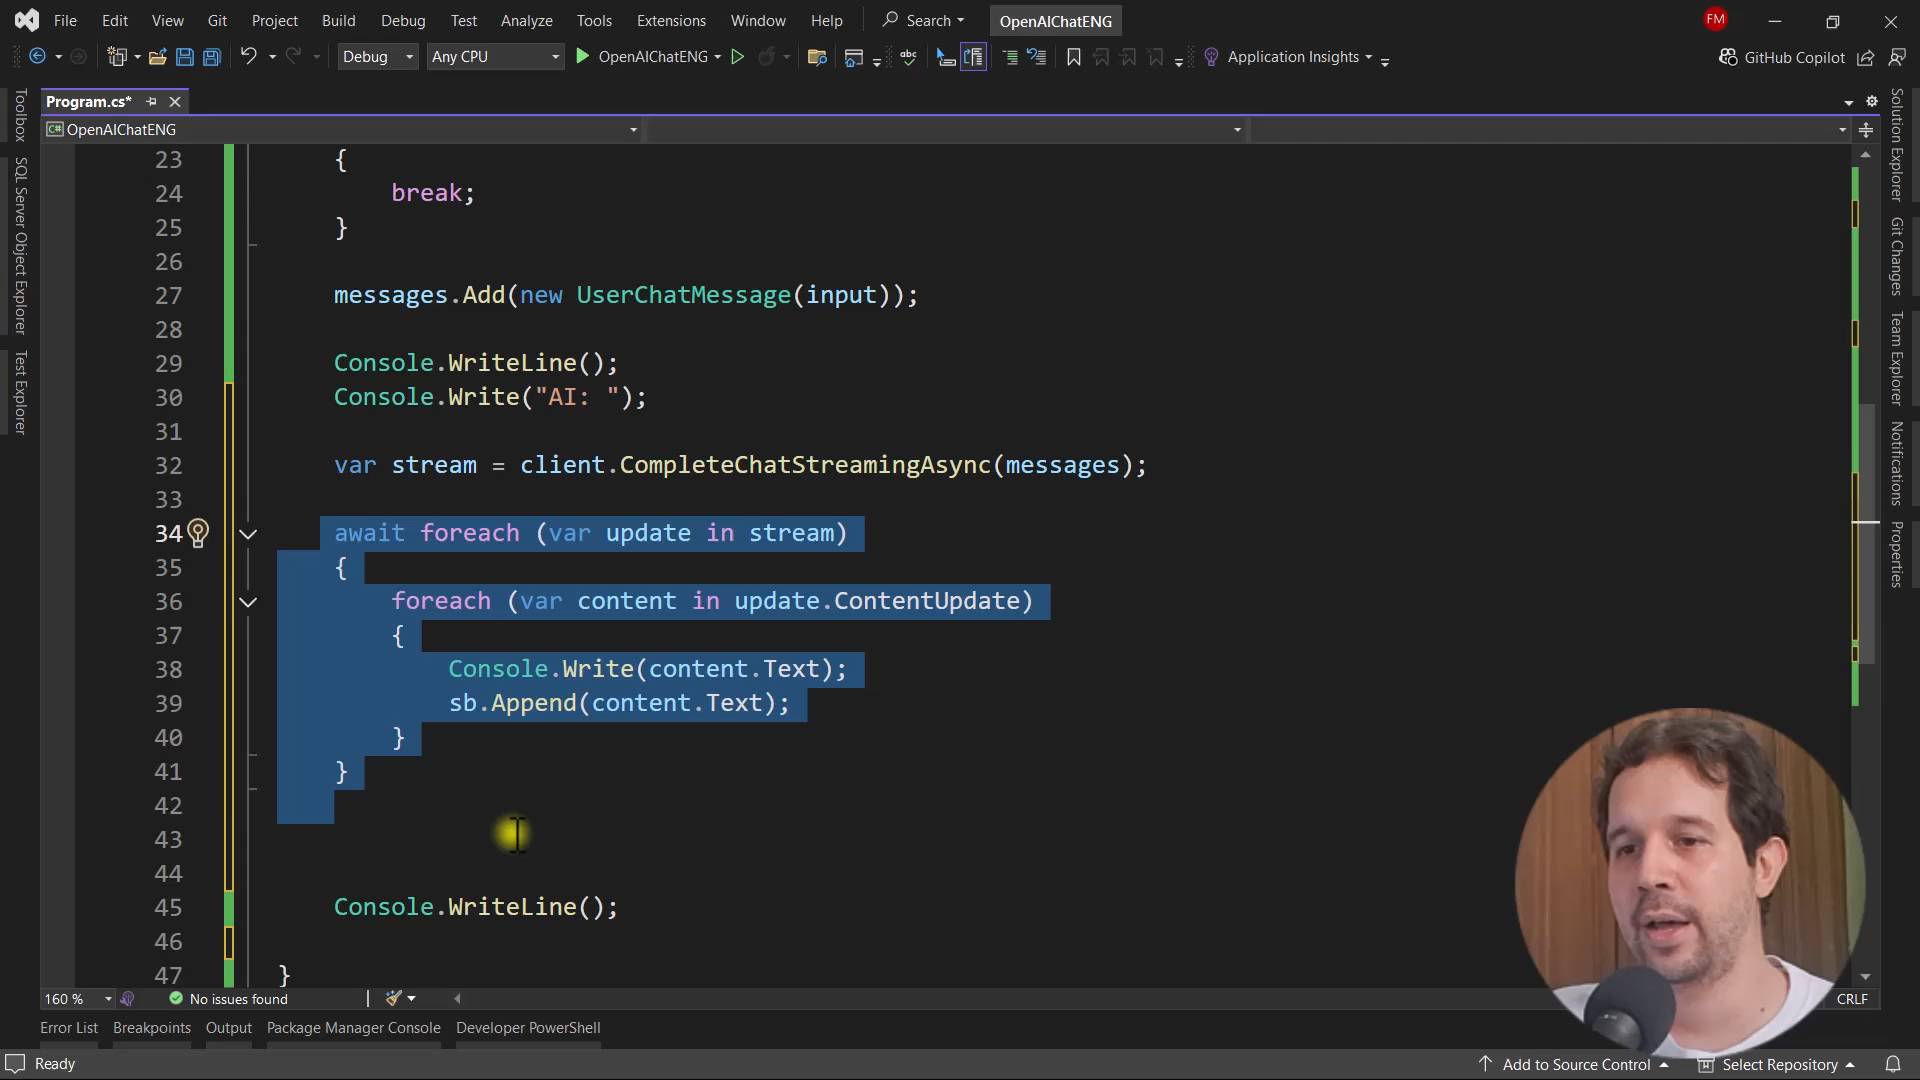 File Edit View Git Project Build Debug Test Analyze Tools Extensions Window Help Search OpenAIChatENG FM
Debug Any CPU OpenAIChatENG abc Application Insights GitHub Copilot
Program.cs*
C# OpenAIChatENG
23 {
24 break;
25 }
26
27 messages.Add(new UserChatMessage(input));
28
29 Console.WriteLine();
30 Console.Write("AI: ");
31
32 var stream = client.CompleteChatStreamingAsync(messages);
33
34 await foreach (var update in stream)
35 {
36 foreach (var content in update.ContentUpdate)
37 {
38 Console.Write(content.Text);
39 sb.Append(content.Text);
40 }
41 }
42
43
44
45 Console.WriteLine();
46
47 }
160 % No issues found CRLF
Error List Breakpoints Output Package Manager Console Developer PowerShell
Ready Add to Source Control Select Repository
Toolbox
SQL Server Object Explorer
Test Explorer
Solution Explorer
Git Changes
Team Explorer
Notifications
Properties